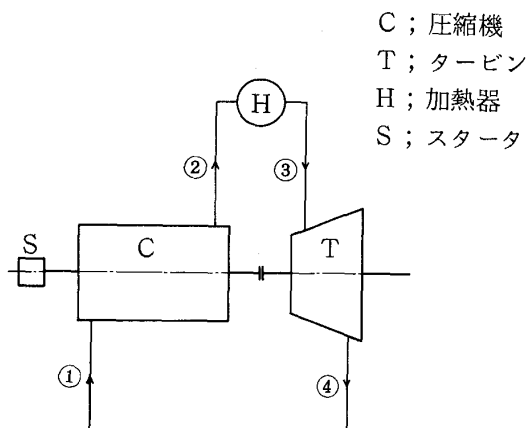 C ; 圧縮機
T ; タービン
H ; 加熱器
S ; スタータ
H
② ③
S C T
① ④